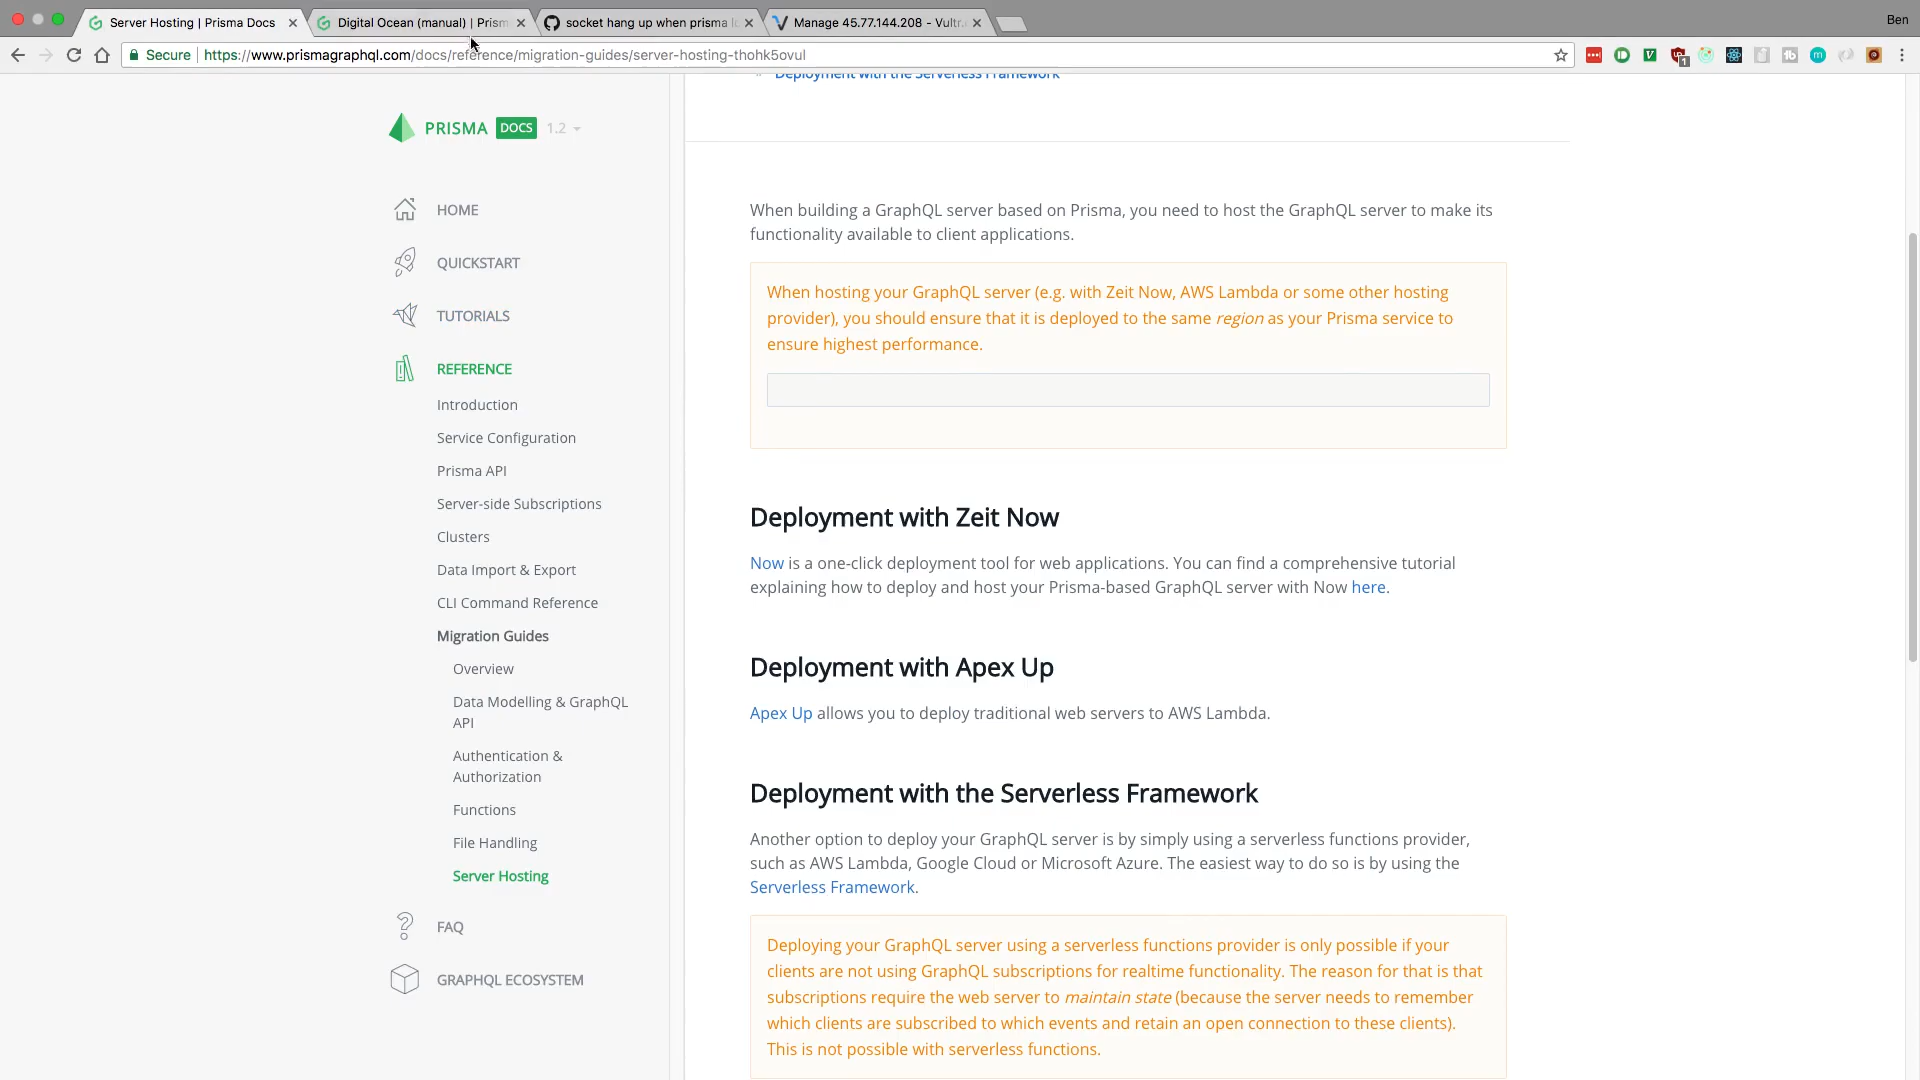 Server Hosting | Prisma Docs
Digital Ocean (manual) | Prism
socket hang up when prisma
Manage 45.77.144.208 - Vultr
Ben
Secure
https://www.prismagraphql.com/docs/reference/migration-guides/server-hosting-thohk5ovul
1
Deployment with the Serverless Framework
PRISMA DOCS 1.2
HOME
QUICKSTART
TUTORIALS
REFERENCE
Introduction
Service Configuration
Prisma API
Server-side Subscriptions
Clusters
Data Import & Export
CLI Command Reference
Migration Guides
Overview
Data Modelling & GraphQL
API
Authentication &
Authorization
Functions
File Handling
Server Hosting
FAQ
GRAPHQL ECOSYSTEM
When building a GraphQL server based on Prisma, you need to host the GraphQL server to make its
functionality available to client applications.
When hosting your GraphQL server (e.g. with Zeit Now, AWS Lambda or some other hosting
provider), you should ensure that it is deployed to the same region as your Prisma service to
ensure highest performance.
Deployment with Zeit Now
Now is a one-click deployment tool for web applications. You can find a comprehensive tutorial
explaining how to deploy and host your Prisma-based GraphQL server with Now here.
Deployment with Apex Up
Apex Up allows you to deploy traditional web servers to AWS Lambda.
Deployment with the Serverless Framework
Another option to deploy your GraphQL server is by simply using a serverless functions provider,
such as AWS Lambda, Google Cloud or Microsoft Azure. The easiest way to do so is by using the
Serverless Framework.
Deploying your GraphQL server using a serverless functions provider is only possible if your
clients are not using GraphQL subscriptions for realtime functionality. The reason for that is that
subscriptions require the web server to maintain state (because the server needs to remember
which clients are subscribed to which events and retain an open connection to these clients).
This is not possible with serverless functions.